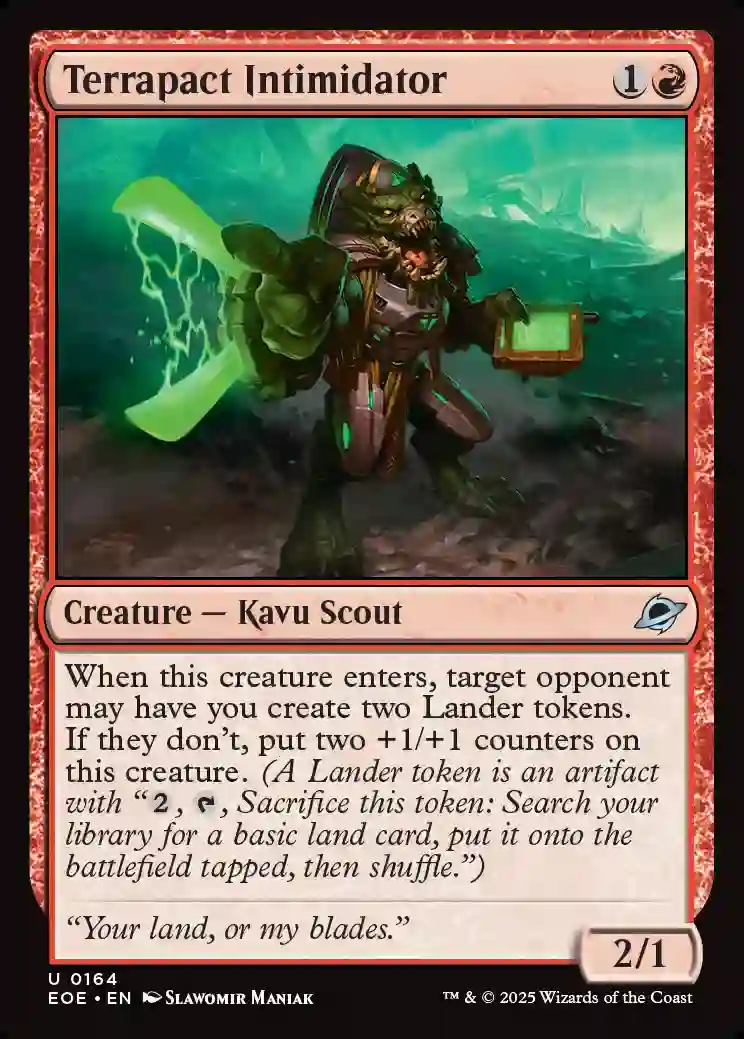 Terrapact Intimidator 1
Creature — Kavu Scout
When this creature enters, target opponent
may have you create two Lander tokens.
If they don't, put two +1/+1 counters on
this creature. (A Lander token is an artifact
with “2, , Sacrifice this token: Search your
library for a basic land card, put it onto the
battlefield tapped, then shuffle.”)
“Your land, or my blades.”
2/1
U 0164
EOE • EN Slawomir Maniak
™ & © 2025 Wizards of the Coast